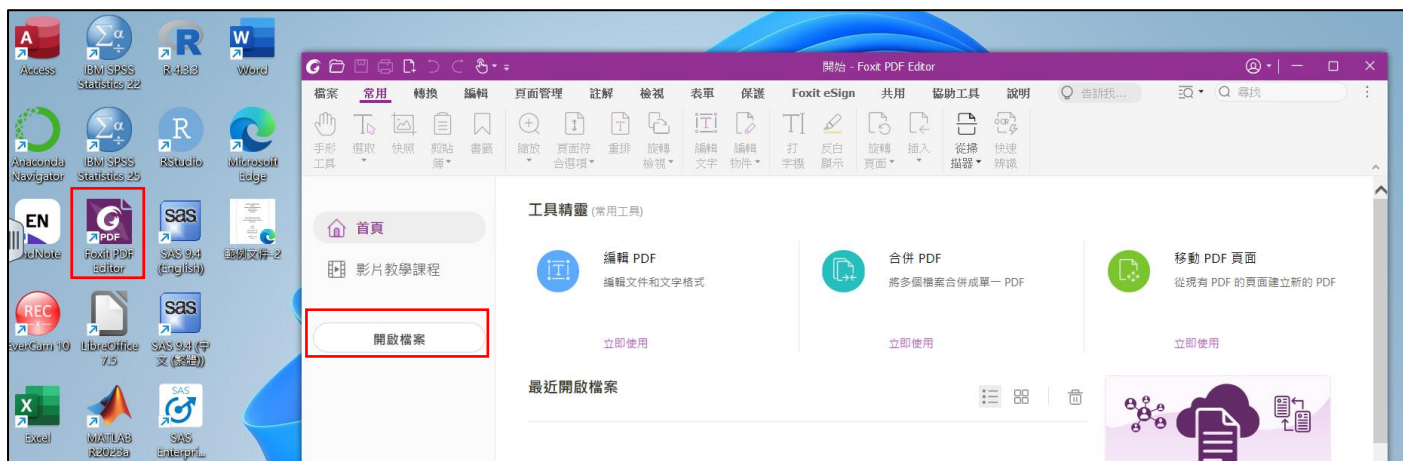 Access
IBM SPSS
Statistics 22
R 4.3.3
Word
Anaconda
Navigator
IBM SPSS
Statistics 25
RStudio
Microsoft
Edge
EN
PDF
Foxit PDF
Editor
sas
SAS 9.4
(English)
範例文件-2
REC
EverCam 10
LibreOffice
7.5
sas
SAS 9.4 (中
文 (繁體))
Excel
MATLAB
R2023a
SAS
SAS
Enterpri...
開始 - Foxit PDF Editor
檔案 常用 轉換 編輯 頁面管理 註解 檢視 表單 保護 Foxit eSign 共用 協助工具 說明 告訴我... 尋找
手形
工具
選取
快照
剪貼
簿
書籤
縮放
頁面符
合選項
重排
旋轉
檢視
編輯
文字
編輯
物件
打
字機
反白
顯示
旋轉
頁面
插入
從掃
描器
OCR
快速
辨識
首頁
影片教學課程
開啟檔案
工具精靈 (常用工具)
編輯 PDF
編輯文件和文字格式
立即使用
合併 PDF
將多個檔案合併成單一 PDF
立即使用
移動 PDF 頁面
從現有 PDF 的頁面建立新的 PDF
立即使用
最近開啟檔案